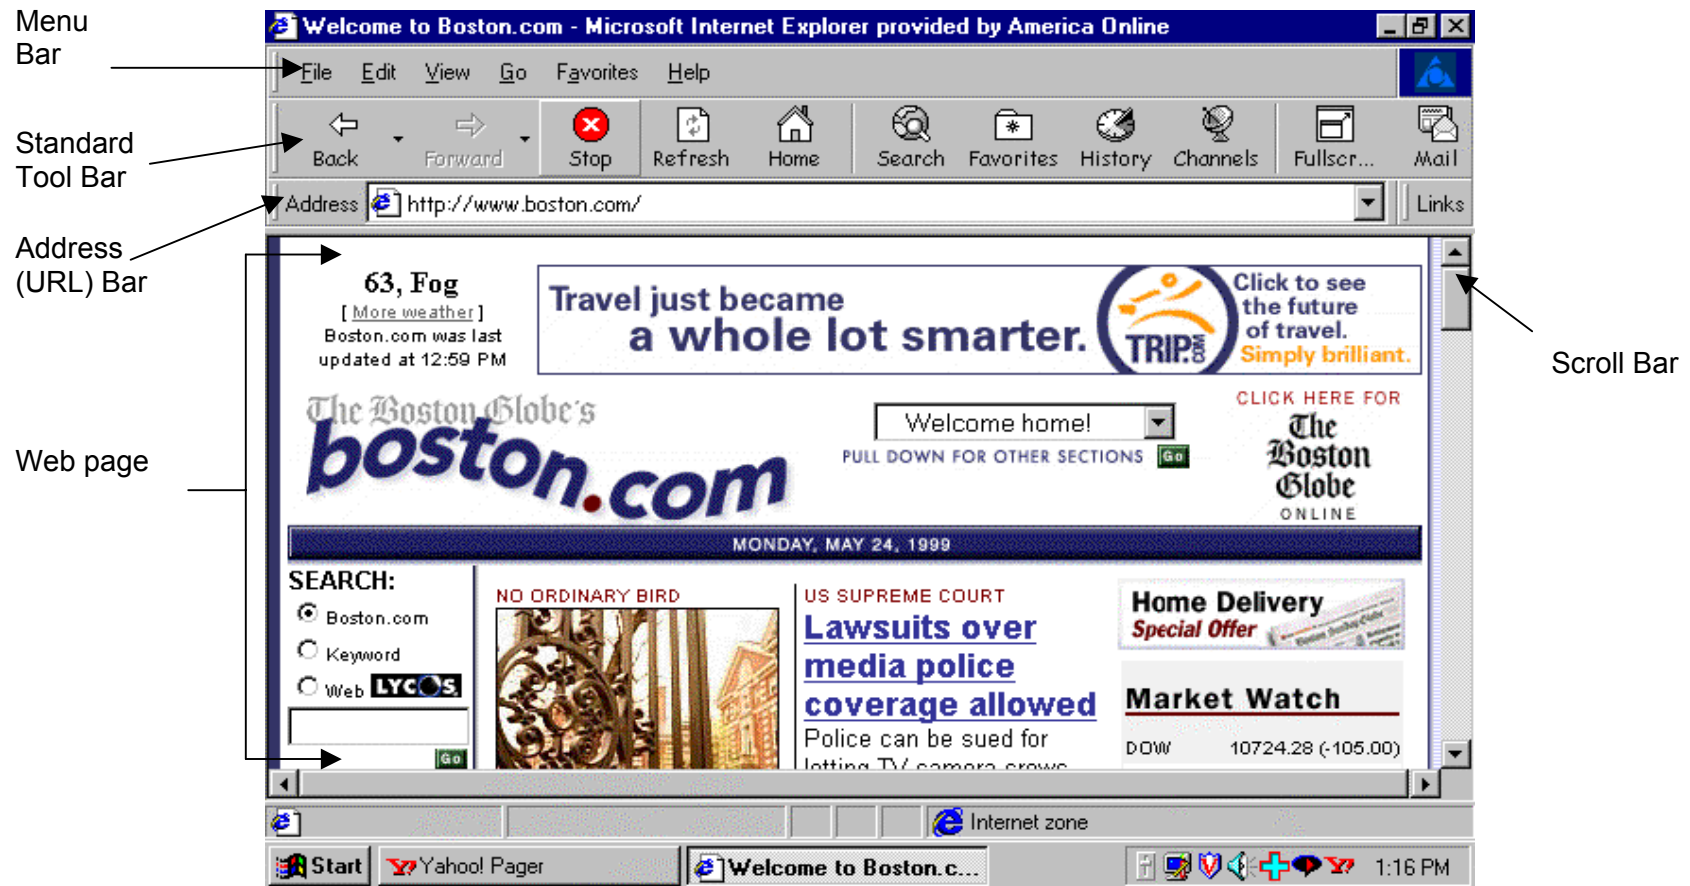 Menu
Bar
Standard
Tool Bar
Address
(URL) Bar
Web page
Scroll Bar
Welcome to Boston.com - Microsoft Internet Explorer provided by America Online
File Edit View Go Favorites Help
Back Forward Stop Refresh Home Search Favorites History Channels Fullscr... Mail
Address http://www.boston.com/ Links
63, Fog
[ More weather ]
Boston.com was last
updated at 12:59 PM
Travel just became
a whole lot smarter.
TRIP.COM
Click to see
the future
of travel.
Simply brilliant.
The Boston Globe's
boston.com
Welcome home!
PULL DOWN FOR OTHER SECTIONS Go
CLICK HERE FOR
The
Boston
Globe
ONLINE
MONDAY, MAY 24, 1999
SEARCH:
Boston.com
Keyword
Web LYCOS
Go
NO ORDINARY BIRD
US SUPREME COURT
Lawsuits over
media police
coverage allowed
Police can be sued for
letting TV camera crews
Home Delivery
Special Offer
Market Watch
DOW 10724.28 (-105.00)
Internet zone
Start Yahoo! Pager Welcome to Boston.c... 1:16 PM